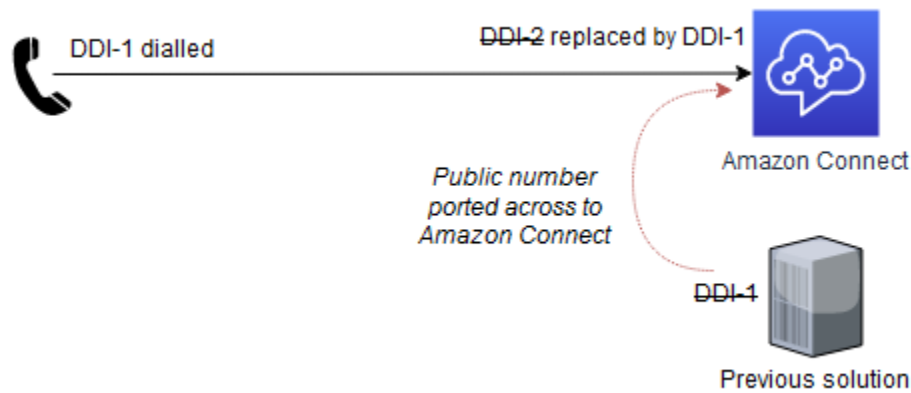 DDI-1 dialled
DDI-2 replaced by DDI-1
Amazon Connect
Public number
ported across to
Amazon Connect
DDI-1
Previous solution